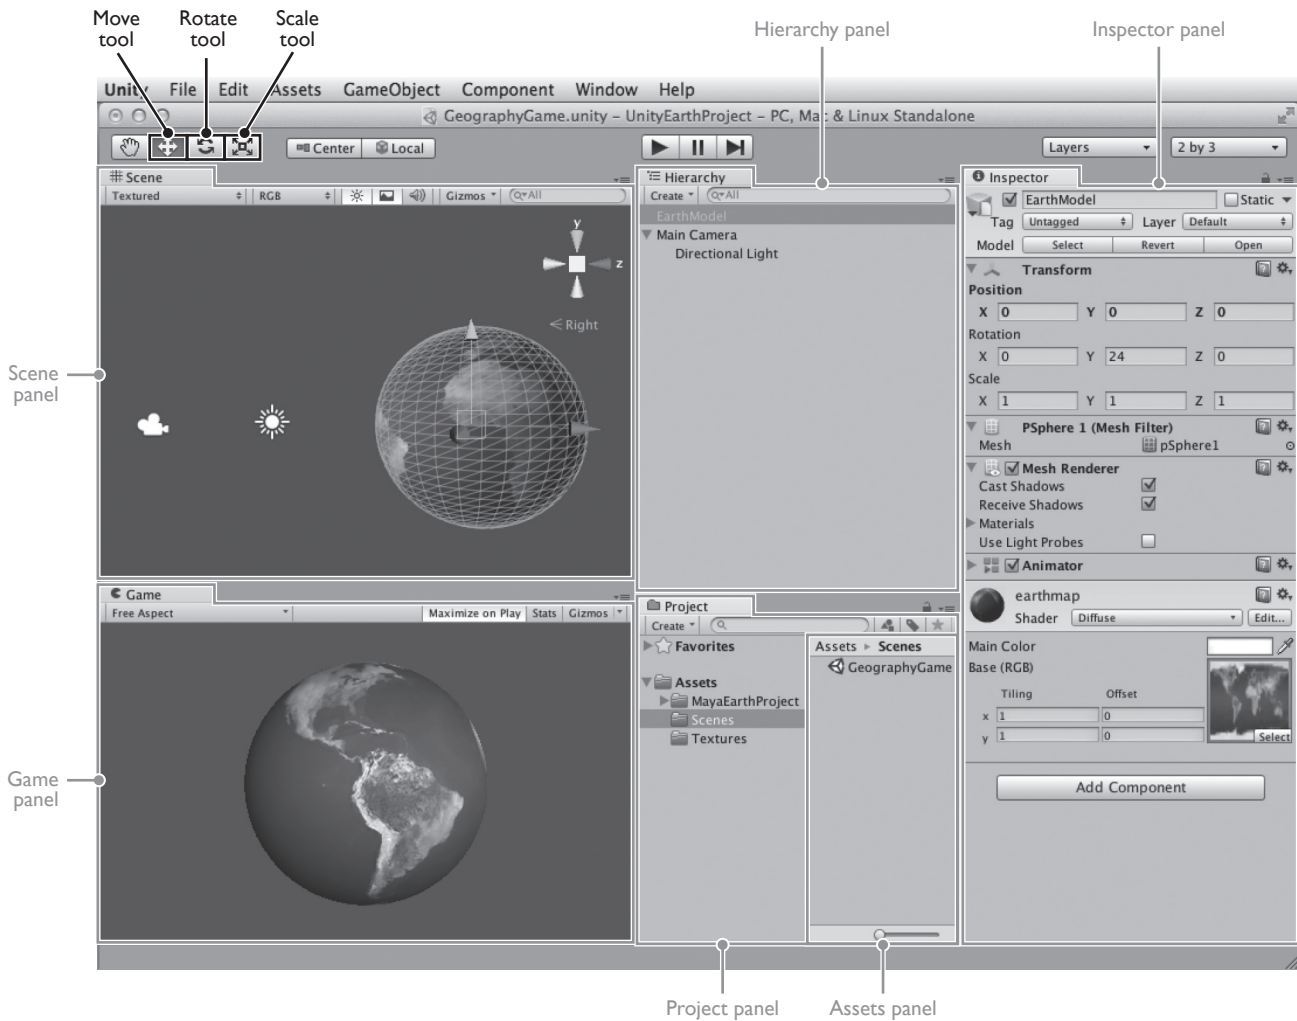 Move tool
Rotate tool
Scale tool
Hierarchy panel
Inspector panel
Unity File Edit Assets GameObject Component Window Help
GeographyGame.unity – UnityEarthProject – PC, Mac & Linux Standalone
Center Local
Layers 2 by 3
Scene
Textured RGB Gizmos All
y
z
Right
Scene panel
Hierarchy
Create All
EarthModel
Main Camera
Directional Light
Inspector
EarthModel Static
Tag Untagged Layer Default
Model Select Revert Open
Transform
Position
X 0 Y 0 Z 0
Rotation
X 0 Y 24 Z 0
Scale
X 1 Y 1 Z 1
PSphere 1 (Mesh Filter)
Mesh pSphere1
Mesh Renderer
Cast Shadows
Receive Shadows
Materials
Use Light Probes
Animator
earthmap
Shader Diffuse Edit...
Main Color
Base (RGB)
Tiling Offset
x 1 0
y 1 0
Select
Add Component
Game
Free Aspect Maximize on Play Stats Gizmos
Game panel
Project
Create
Favorites
Assets
MayaEarthProject
Scenes
Textures
Assets Scenes
GeographyGame
Project panel
Assets panel